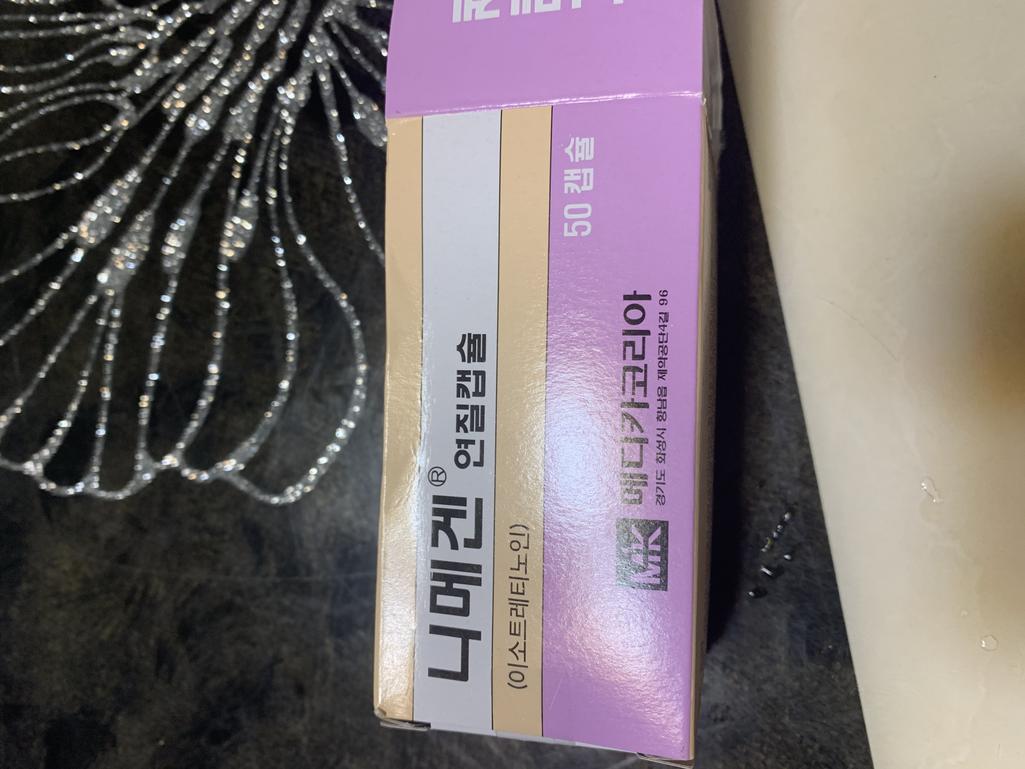 니메겐® 연질캡슐
(이소트레티노인)
50 캡슐
MK 메디카코리아
경기도 화성시 향남읍 제약공단4길 96